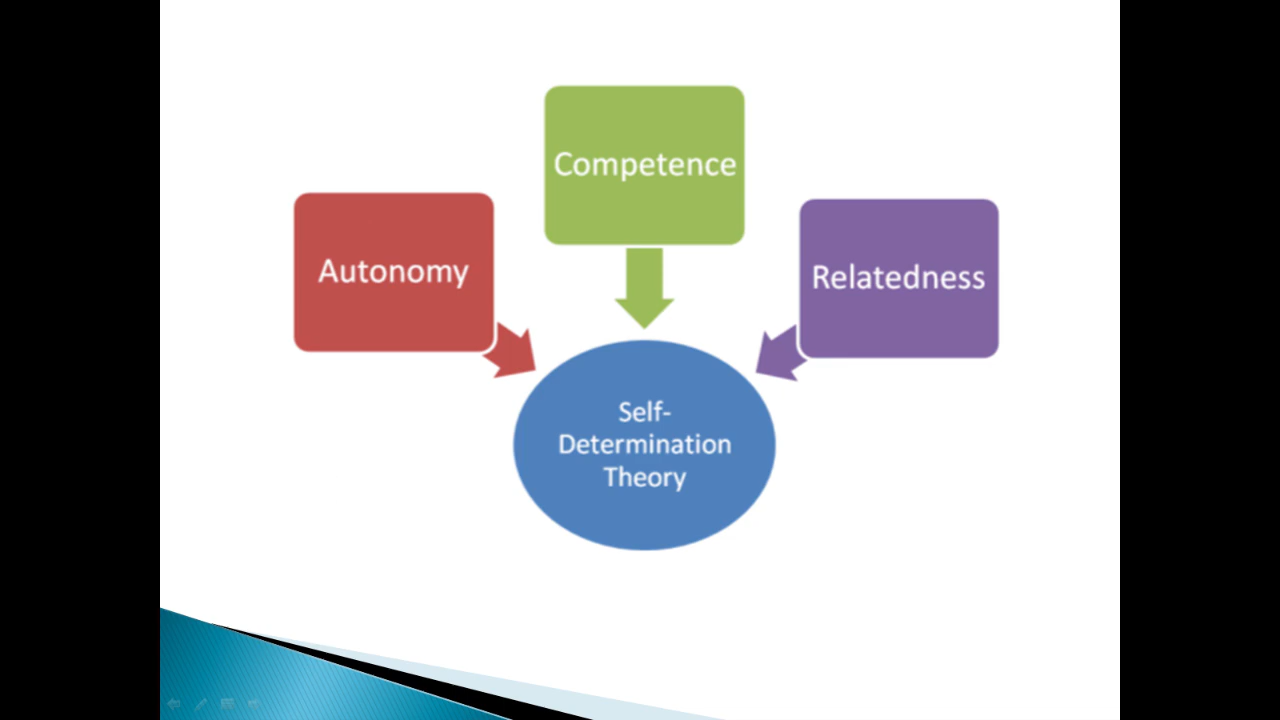 Competence
Autonomy
Relatedness
Self-
Determination
Theory